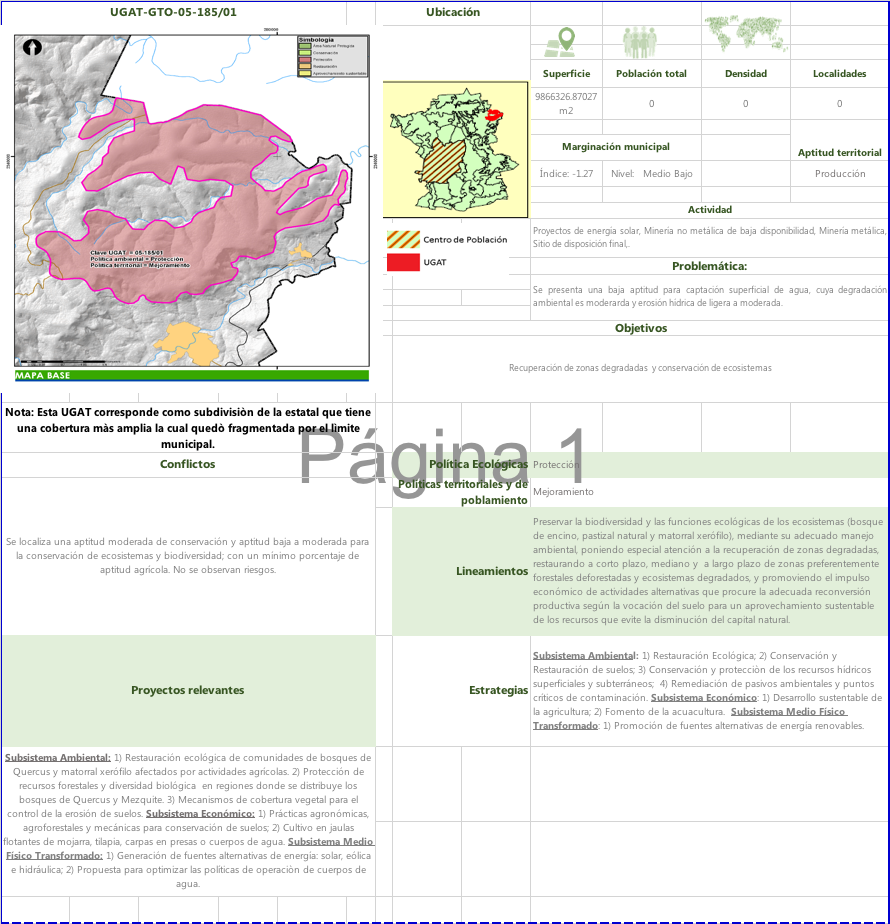 UGAT-GTO-05-185/01
Ubicación
Simbología
Área Natural Protegida
Conservación
Protección
Restauración
Aprovechamiento sustentable
Clave UGAT = 05-185/01
Política ambiental = Protección
Política territorial = Mejoramiento
MAPA BASE
Centro de Población
UGAT
Superficie
Población total
Densidad
Localidades
9866326.87027
m2
0
0
0
Marginación municipal
Aptitud territorial
Índice: -1.27
Nivel: Medio Bajo
Producción
Actividad
Proyectos de energia solar, Mineria no metàlica de baja disponibilidad, Mineria metàlica,
Sitio de disposición final,.
Problemática:
Se presenta una baja aptitud para captación superficial de agua, cuya degradación
ambiental es moderarda y erosión hìdrica de ligera a moderada.
Objetivos
Recuperación de zonas degradadas y conservación de ecosistemas
Nota: Esta UGAT corresponde como subdivisiòn de la estatal que tiene
una cobertura màs amplia la cual quedò fragmentada por el lìmite
municipal.
Página 1
Conflictos
Política Ecológicas
Protección
Políticas territoriales y de
poblamiento
Mejoramiento
Se localiza una aptitud moderada de conservación y aptitud baja a moderada para
la conservación de ecosistemas y biodiversidad; con un mínimo porcentaje de
aptitud agrícola. No se observan riesgos.
Lineamientos
Preservar la biodiversidad y las funciones ecológicas de los ecosistemas (bosque
de encino, pastizal natural y matorral xerófilo), mediante su adecuado manejo
ambiental, poniendo especial atención a la recuperación de zonas degradadas,
restaurando a corto plazo, mediano y a largo plazo de zonas preferentemente
forestales deforestadas y ecosistemas degradados, y promoviendo el impulso
económico de actividades alternativas que procure la adecuada reconversión
productiva según la vocación del suelo para un aprovechamiento sustentable
de los recursos que evite la disminución del capital natural.
Proyectos relevantes
Estrategias
Subsistema Ambiental: 1) Restauración Ecológica; 2) Conservación y
Restauración de suelos; 3) Conservación y protecciòn de los recursos hídricos
superficiales y subterráneos; 4) Remediación de pasivos ambientales y puntos
críticos de contaminación. Subsistema Económico: 1) Desarrollo sustentable de
la agricultura; 2) Fomento de la acuacultura. Subsistema Medio Físico
Transformado: 1) Promoción de fuentes alternativas de energía renovables.
Subsistema Ambiental: 1) Restauración ecológica de comunidades de bosques de
Quercus y matorral xerófilo afectados por actividades agrícolas. 2) Protección de
recursos forestales y diversidad biológica en regiones donde se distribuye los
bosques de Quercus y Mezquite. 3) Mecanismos de cobertura vegetal para el
control de la erosión de suelos. Subsistema Económico: 1) Prácticas agronómicas,
agroforestales y mecánicas para conservación de suelos; 2) Cultivo en jaulas
flotantes de mojarra, tilapia, carpas en presas o cuerpos de agua. Subsistema Medio
Físico Transformado: 1) Generación de fuentes alternativas de energía: solar, eólica
e hidráulica; 2) Propuesta para optimizar las políticas de operaciòn de cuerpos de
agua.